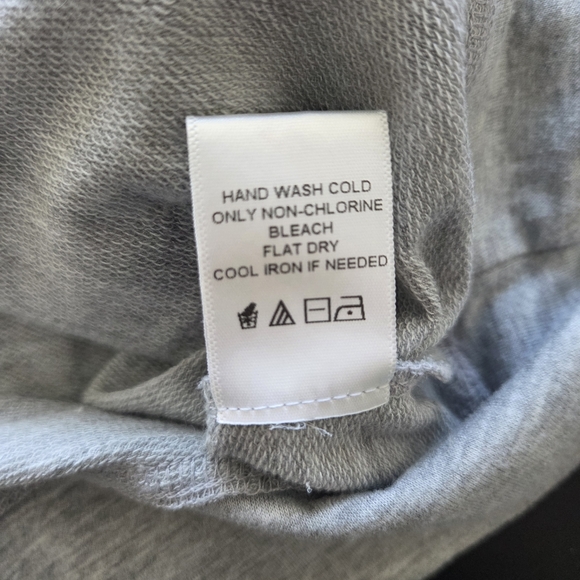 HAND WASH COLD
ONLY NON-CHLORINE
BLEACH
FLAT DRY
COOL IRON IF NEEDED